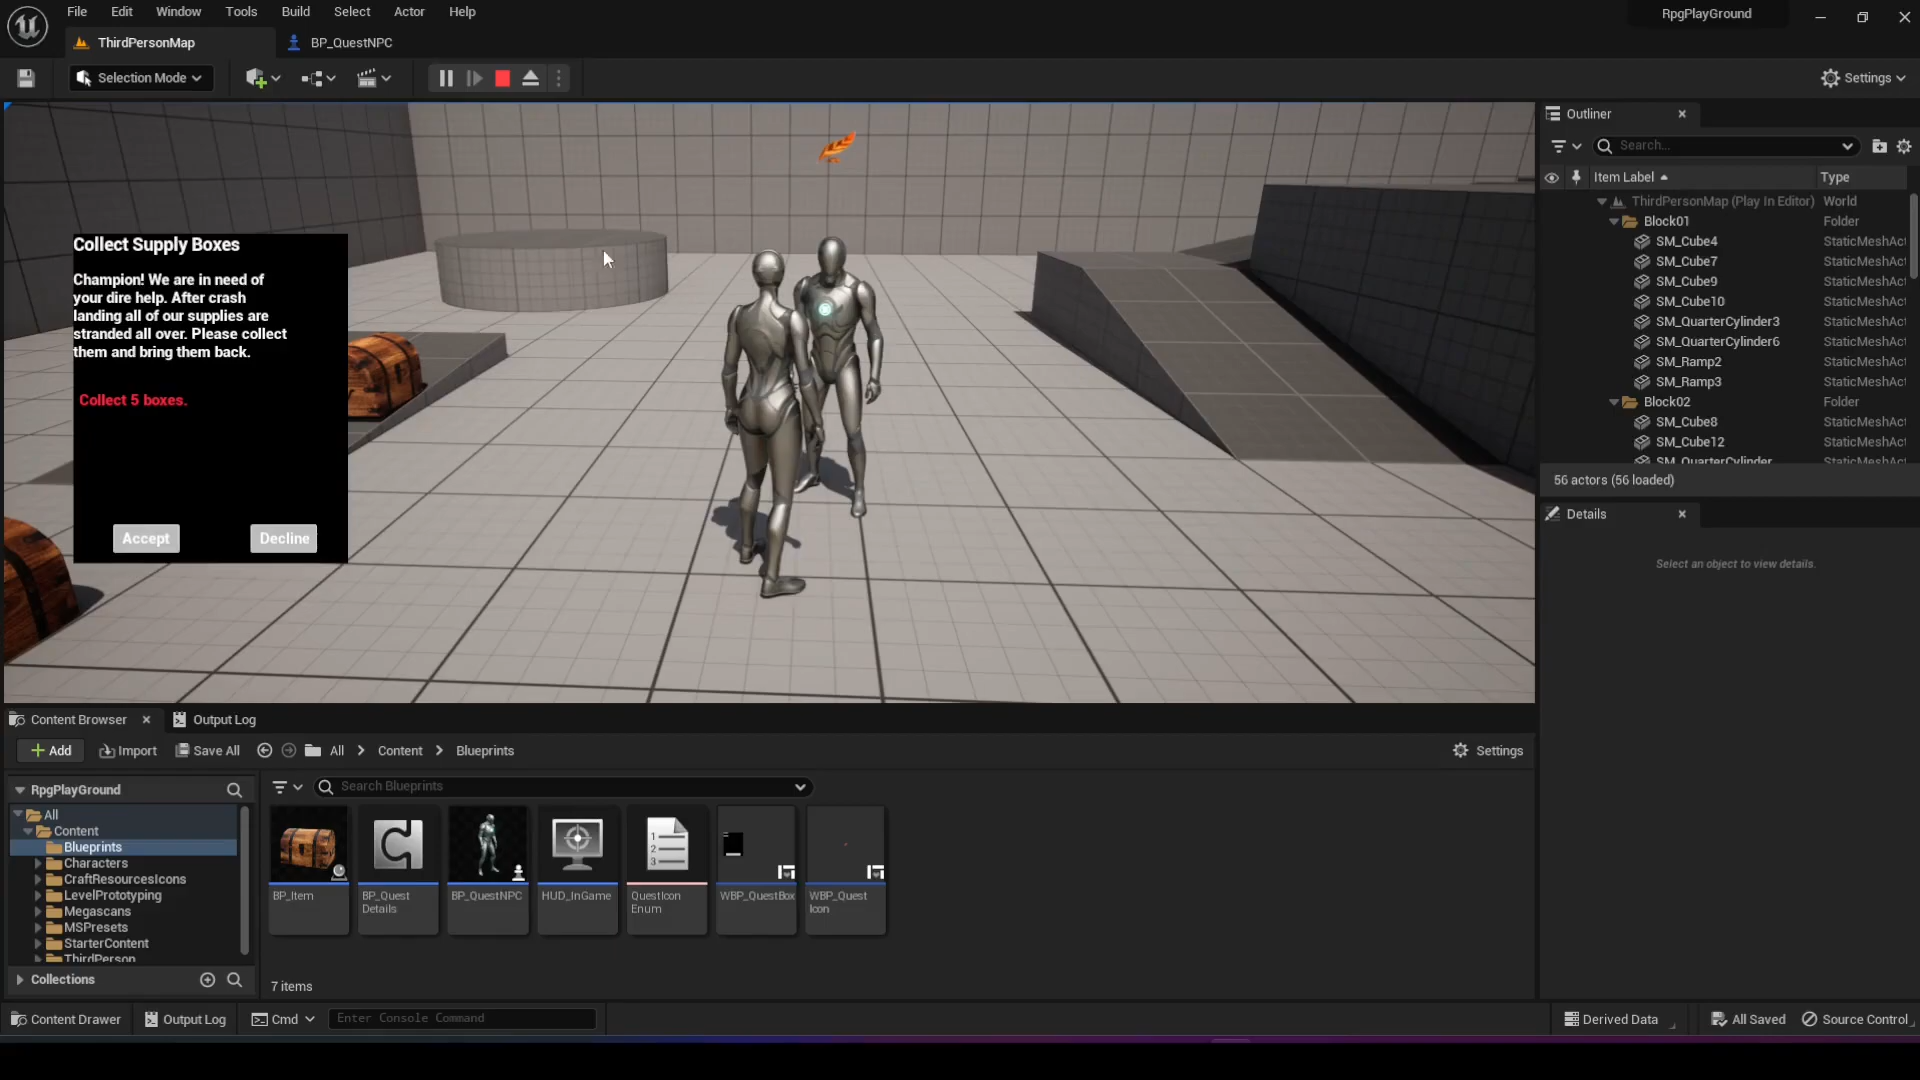 File Edit Window Tools Build Select Actor Help
RpgPlayGround
ThirdPersonMap
BP_QuestNPC
Selection Mode
Settings
Collect Supply Boxes
Champion! We are in need of
your dire help. After crash
landing all of our supplies are
stranded all over. Please collect
them and bring them back.
Collect 5 boxes.
Accept
Decline
Outliner
Search...
Item Label
Type
ThirdPersonMap (Play In Editor) World
Block01 Folder
SM_Cube4 StaticMeshAct
SM_Cube7 StaticMeshAct
SM_Cube9 StaticMeshAct
SM_Cube10 StaticMeshAct
SM_QuarterCylinder3 StaticMeshAct
SM_QuarterCylinder6 StaticMeshAct
SM_Ramp2 StaticMeshAct
SM_Ramp3 StaticMeshAct
Block02 Folder
SM_Cube8 StaticMeshAct
SM_Cube12 StaticMeshAct
SM_QuarterCylinder StaticMeshAct
56 actors (56 loaded)
Details
Select an object to view details.
Content Browser
Output Log
Add
Import
Save All
All > Content > Blueprints
Settings
RpgPlayGround
Search Blueprints
All
Content
Blueprints
Characters
CraftResourcesIcons
LevelPrototyping
Megascans
MSPresets
StarterContent
ThirdPerson
Collections
BP_Item
BP_Quest
Details
BP_QuestNPC
HUD_InGame
QuestIcon
Enum
WBP_QuestBox
WBP_Quest
Icon
7 items
Content Drawer
Output Log
Cmd
Enter Console Command
Derived Data
All Saved
Source Control